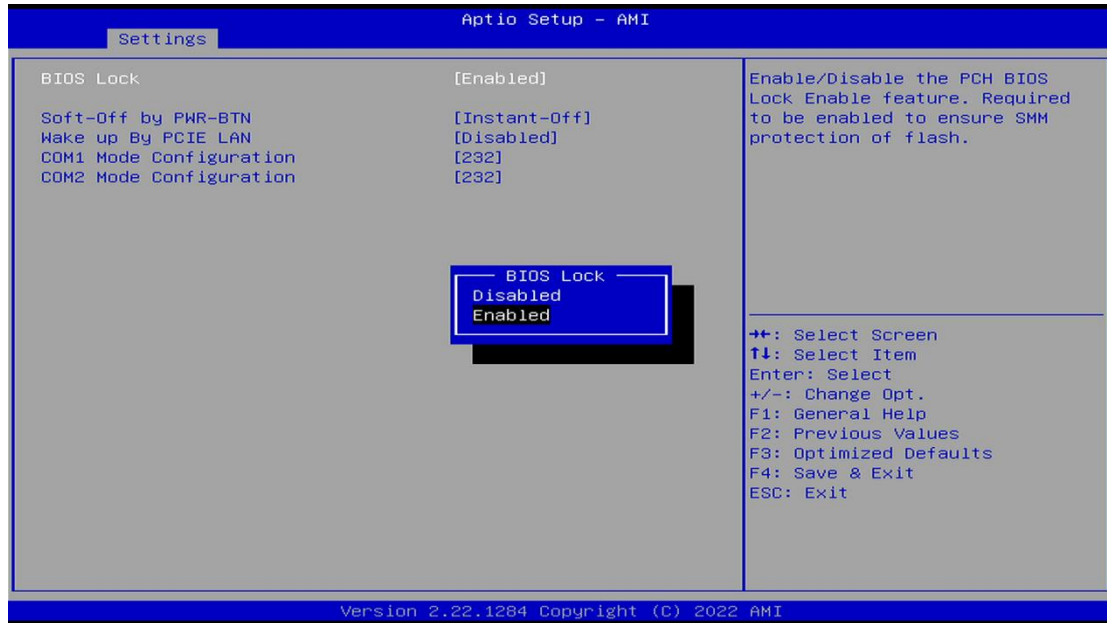 Aptio Setup – AMI
Settings
BIOS Lock [Enabled]
Soft-Off by PWR-BTN [Instant-Off]
Wake up By PCIE LAN [Disabled]
COM1 Mode Configuration [232]
COM2 Mode Configuration [232]
BIOS Lock
Disabled
Enabled
Enable/Disable the PCH BIOS
Lock Enable feature. Required
to be enabled to ensure SMM
protection of flash.
→←: Select Screen
↑↓: Select Item
Enter: Select
+/-: Change Opt.
F1: General Help
F2: Previous Values
F3: Optimized Defaults
F4: Save & Exit
ESC: Exit
Version 2.22.1284 Copyright (C) 2022 AMI